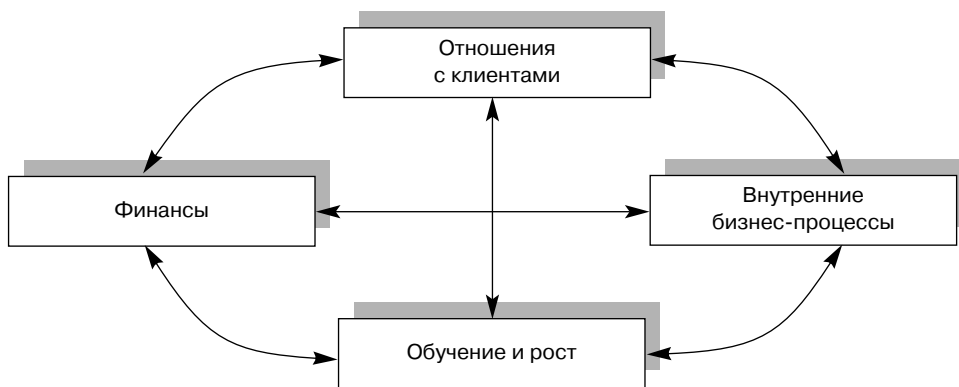 Отношения
с клиентами
Финансы
Внутренние
бизнес-процессы
Обучение и рост